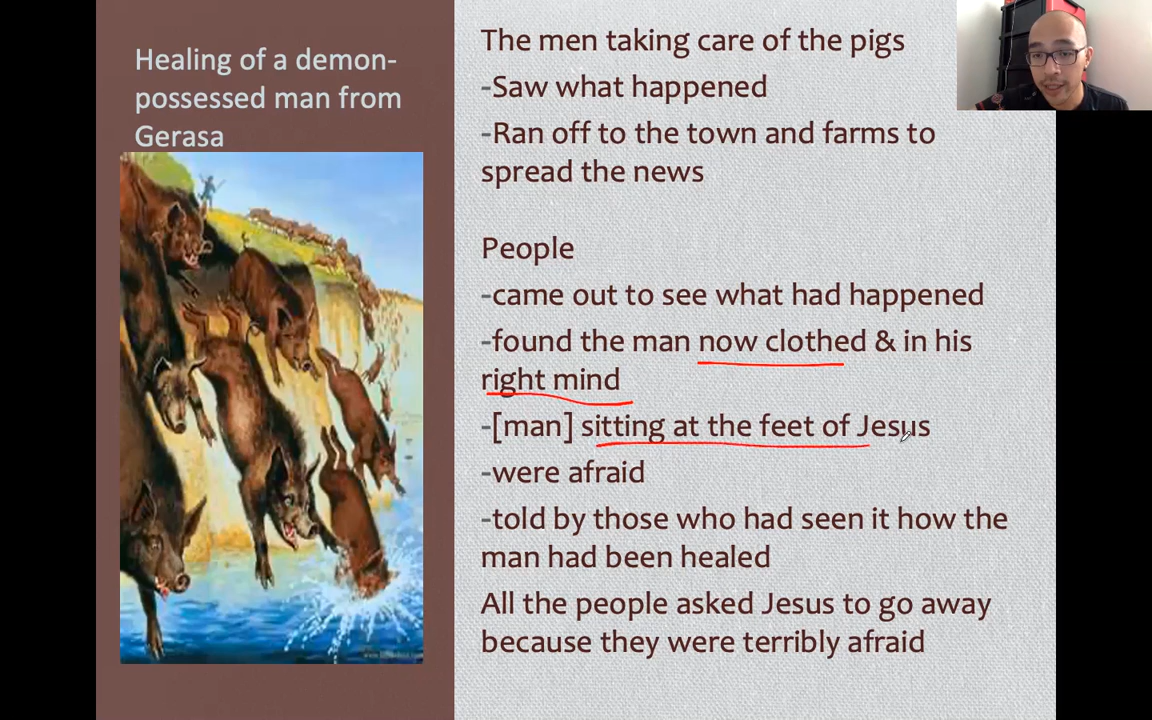 Healing of a demon-
possessed man from
Gerasa
The men taking care of the pigs
-Saw what happened
-Ran off to the town and farms to
spread the news
People
-came out to see what had happened
-found the man now clothed & in his
right mind
-[man] sitting at the feet of Jesus
-were afraid
-told by those who had seen it how the
man had been healed
All the people asked Jesus to go away
because they were terribly afraid